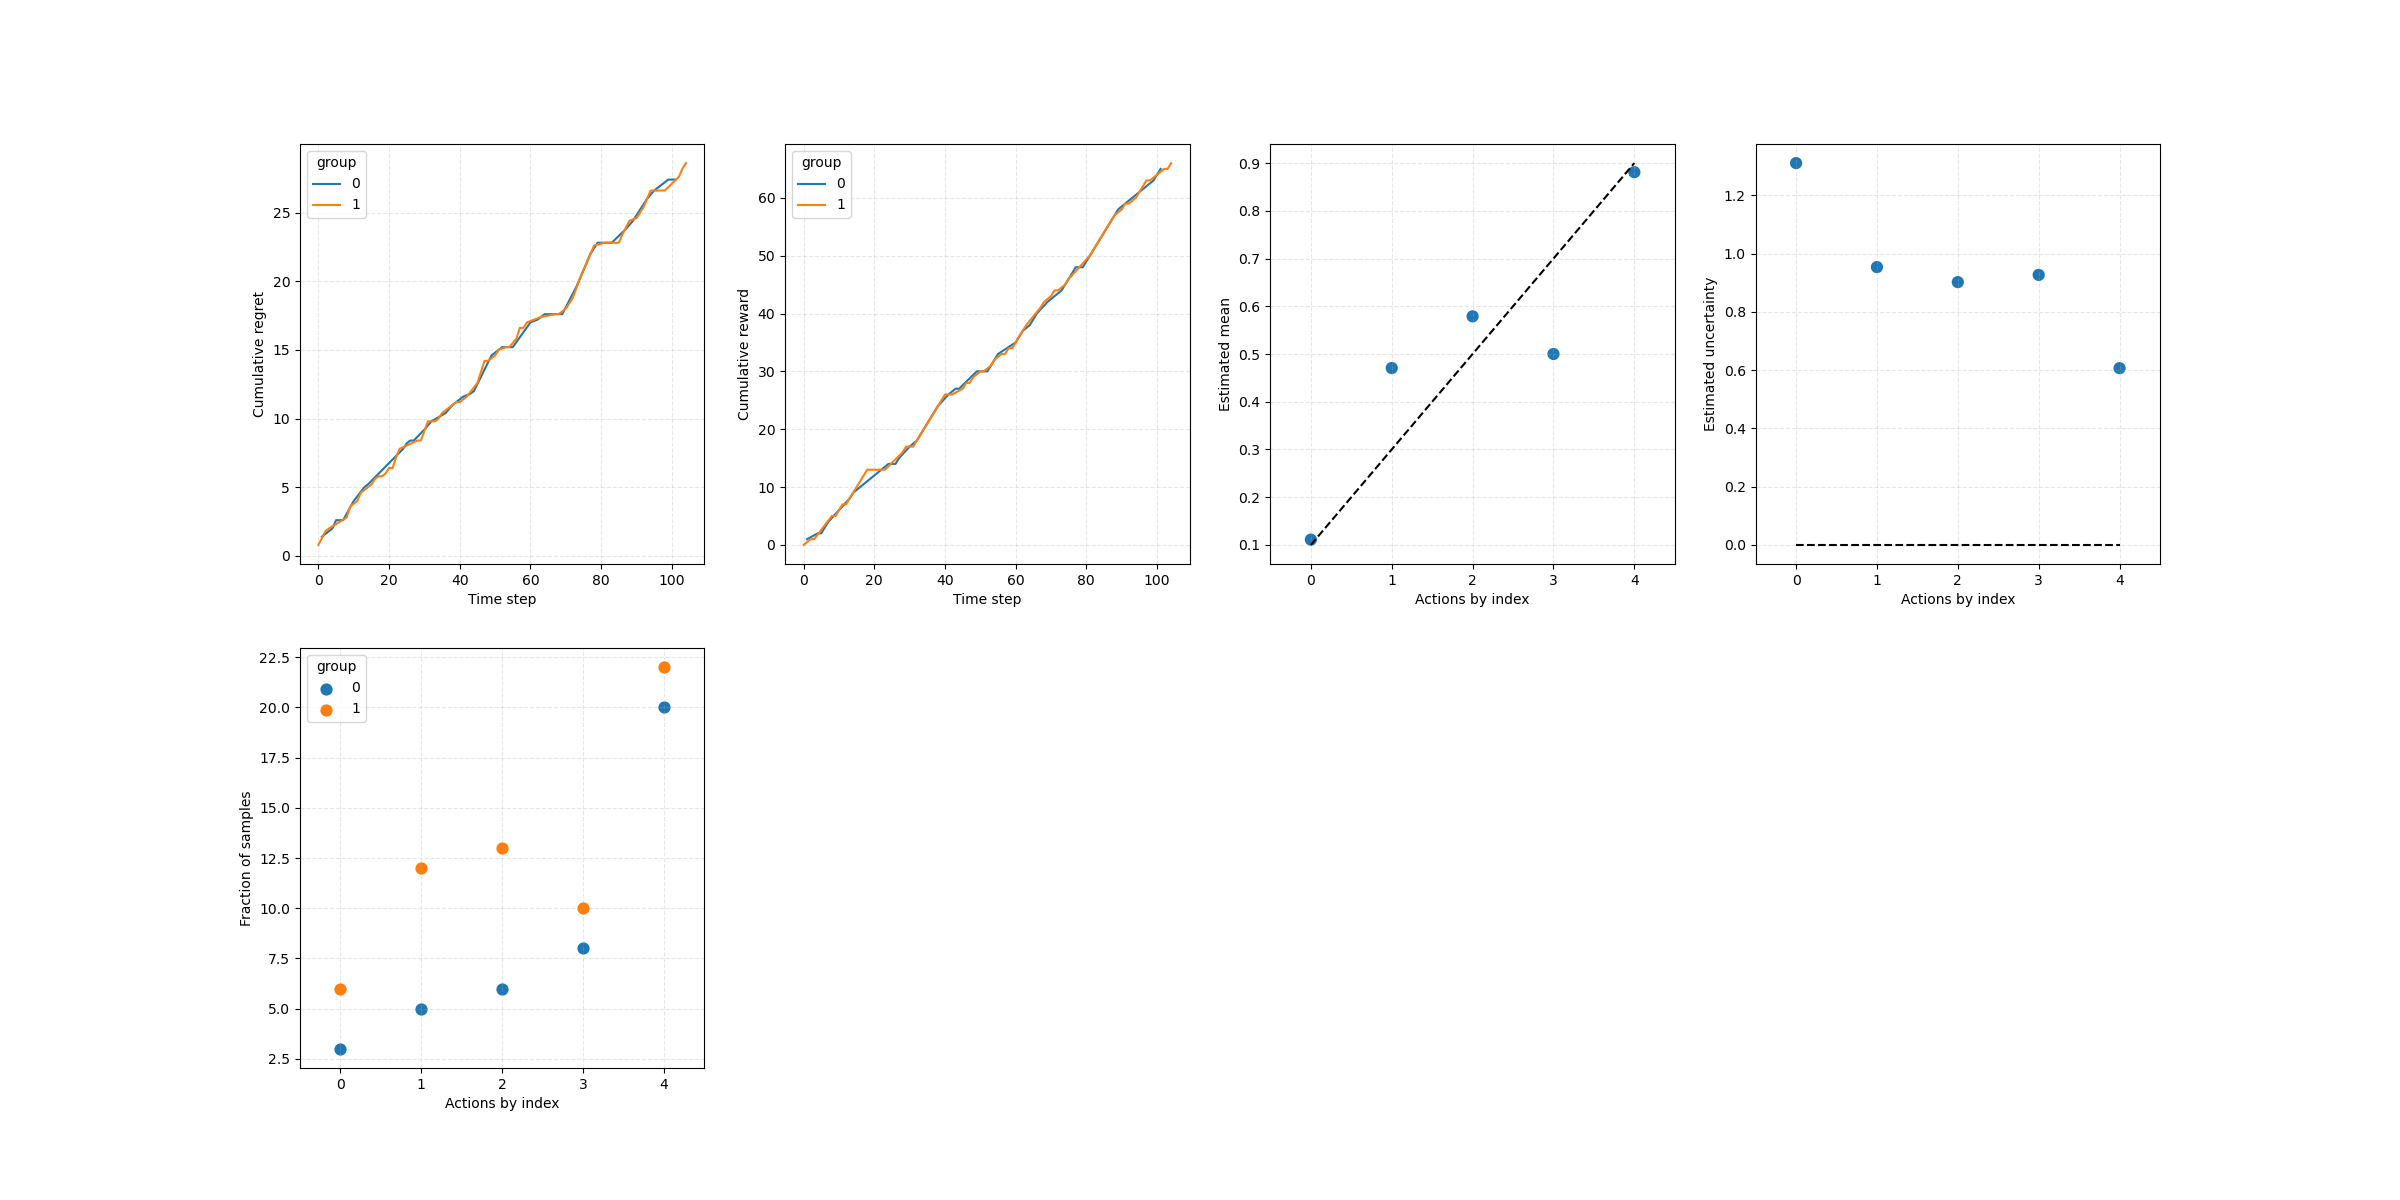 group
0
1
25
20
15
10
5
0
Cumulative regret
0 20 40 60 80 100
Time step
group
0
1
60
50
40
30
20
10
0
Cumulative reward
0 20 40 60 80 100
Time step
0.9
0.8
0.7
0.6
0.5
0.4
0.3
0.2
0.1
Estimated mean
0 1 2 3 4
Actions by index
1.2
1.0
0.8
0.6
0.4
0.2
0.0
Estimated uncertainty
0 1 2 3 4
Actions by index
group
0
1
22.5
20.0
17.5
15.0
12.5
10.0
7.5
5.0
2.5
Fraction of samples
0 1 2 3 4
Actions by index